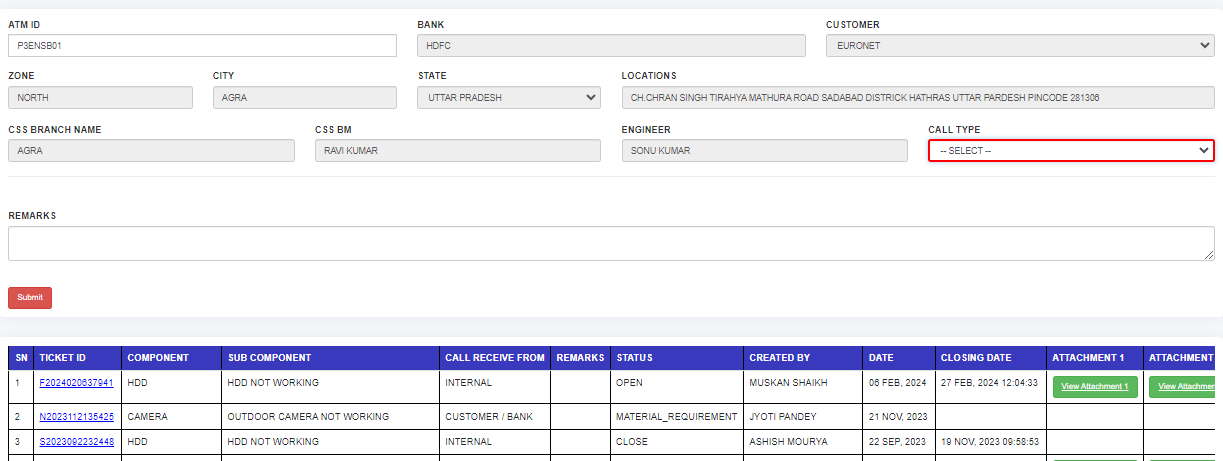 ATM ID BANK CUSTOMER
P3ENSB01 HDFC EURONET
ZONE CITY STATE LOCATIONS
NORTH AGRA UTTAR PRADESH CH.CHRAN SINGH TIRAHYA MATHURA ROAD SADABAD DISTRICK HATHRAS UTTAR PARDESH PINCODE 281306
CSS BRANCH NAME CSS BM ENGINEER CALL TYPE
AGRA RAVI KUMAR SONU KUMAR -- SELECT --
REMARKS
Submit
SN TICKET ID COMPONENT SUB COMPONENT CALL RECEIVE FROM REMARKS STATUS CREATED BY DATE CLOSING DATE ATTACHMENT 1 ATTACHMENT
1 F2024020637941 HDD HDD NOT WORKING INTERNAL OPEN MUSKAN SHAIKH 06 FEB, 2024 27 FEB, 2024 12:04:33 View Attachment 1 View Attachmen
2 N2023112135425 CAMERA OUTDOOR CAMERA NOT WORKING CUSTOMER / BANK MATERIAL_REQUIREMENT JYOTI PANDEY 21 NOV, 2023
3 S2023092232448 HDD HDD NOT WORKING INTERNAL CLOSE ASHISH MOURYA 22 SEP, 2023 19 NOV, 2023 09:58:53